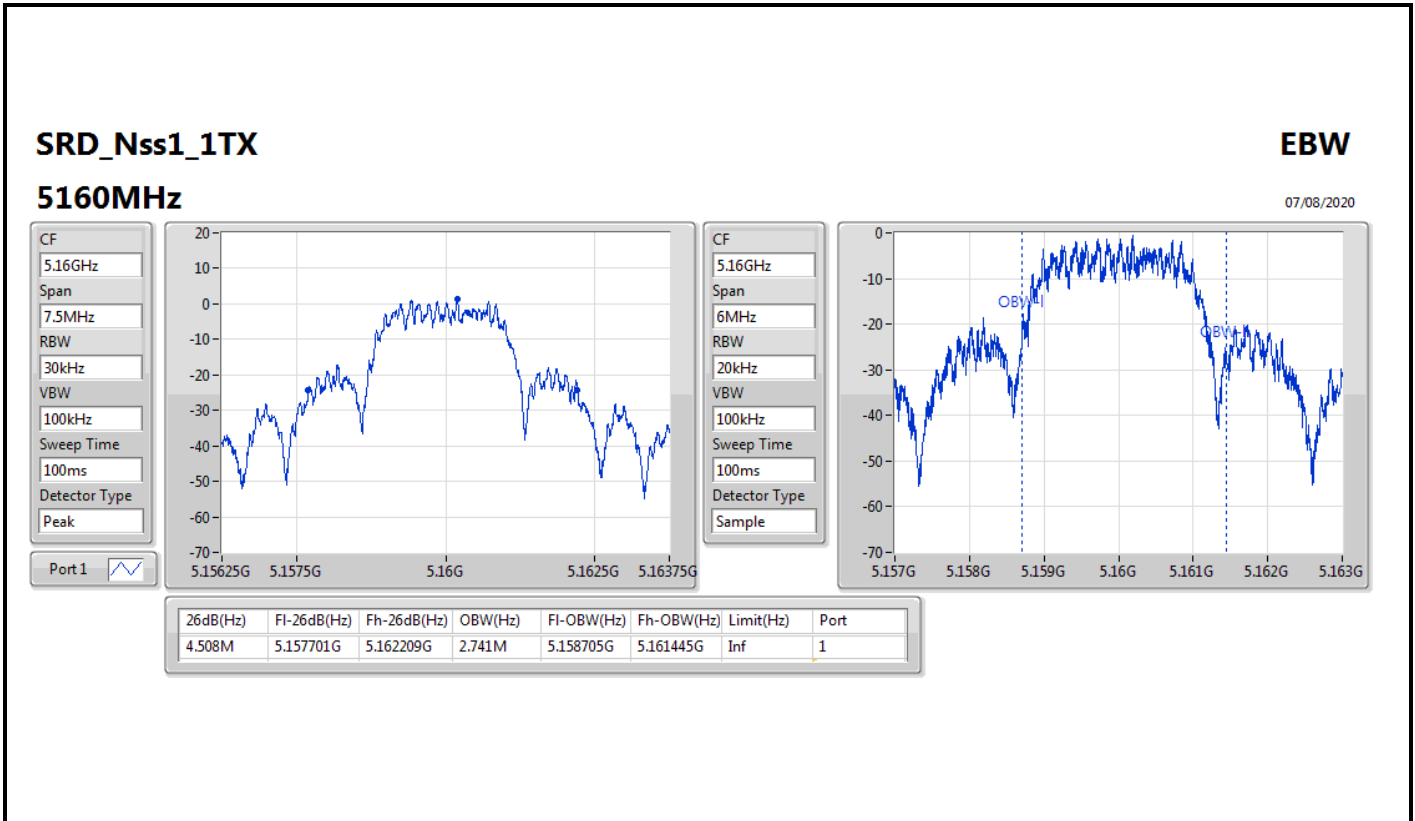 SRD_Nss1_1TX
EBW
5160MHz
07/08/2020
CF
5.16GHz
Span
7.5MHz
RBW
30kHz
VBW
100kHz
Sweep Time
100ms
Detector Type
Peak
Port 1
20
10
0
-10
-20
-30
-40
-50
-60
-70
5.15625G 5.1575G 5.16G 5.1625G 5.16375G
CF
5.16GHz
Span
6MHz
RBW
20kHz
VBW
100kHz
Sweep Time
100ms
Detector Type
Sample
0
-10
-20
-30
-40
-50
-60
-70
OBW-l
5.157G 5.158G 5.159G 5.16G 5.161G 5.162G 5.163G
26dB(Hz) Fl-26dB(Hz) Fh-26dB(Hz) OBW(Hz) Fl-OBW(Hz) Fh-OBW(Hz) Limit(Hz) Port
4.508M 5.157701G 5.162209G 2.741M 5.158705G 5.161445G Inf 1